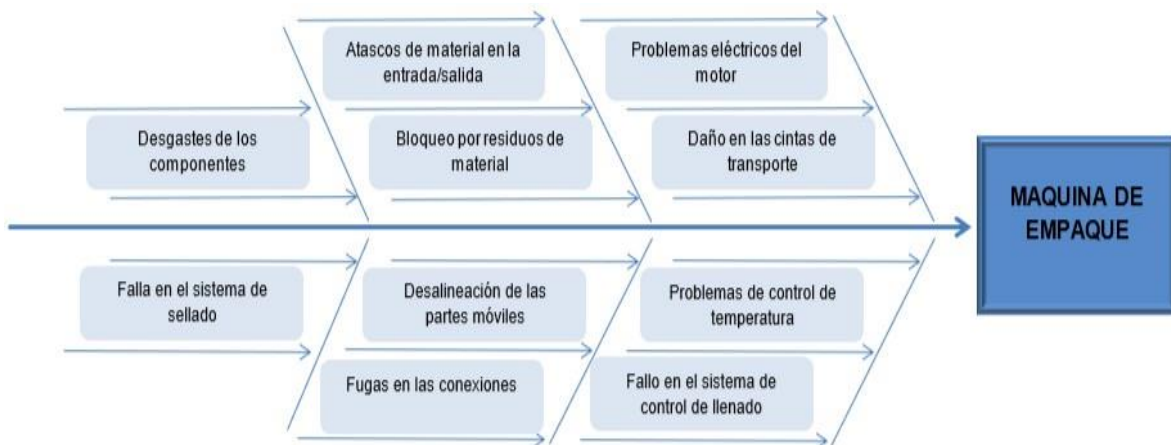 Atascos de material en la
entrada/salida
Problemas eléctricos del
motor
Desgastes de los
componentes
Bloqueo por residuos de
material
Daño en las cintas de
transporte
MAQUINA DE
EMPAQUE
Falla en el sistema de
sellado
Desalineación de las
partes móviles
Problemas de control de
temperatura
Fugas en las conexiones
Fallo en el sistema de
control de llenado